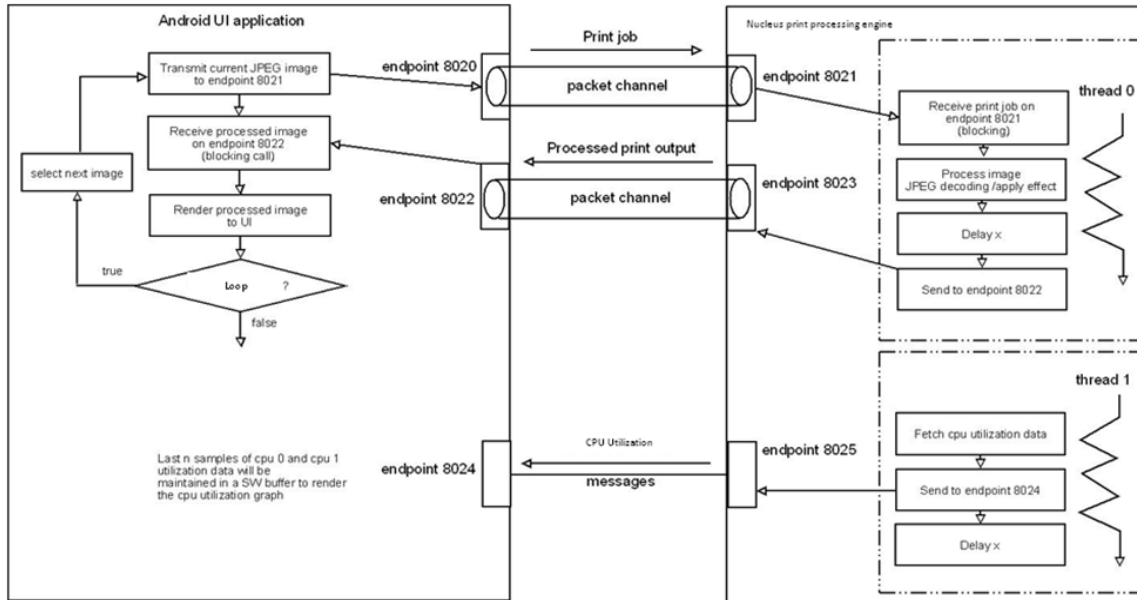 Android UI application
Transmit current JPEG image
to endpoint 8021
Receive processed image
on endpoint 8022
(blocking call)
select next image
Render processed image
to UI
true
Loop ?
false
Last n samples of cpu 0 and cpu 1
utilization data will be
maintained in a SW buffer to render
the cpu utilization graph
Print job
endpoint 8020
packet channel
endpoint 8021
Processed print output
endpoint 8022
packet channel
endpoint 8023
CPU Utilization
endpoint 8024
messages
endpoint 8025
Nucleus print processing engine
thread 0
Receive print job on
endpoint 8021
(blocking)
Process image
JPEG decoding /apply effect
Delay x
Send to endpoint 8022
thread 1
Fetch cpu utilization data
Send to endpoint 8024
Delay x